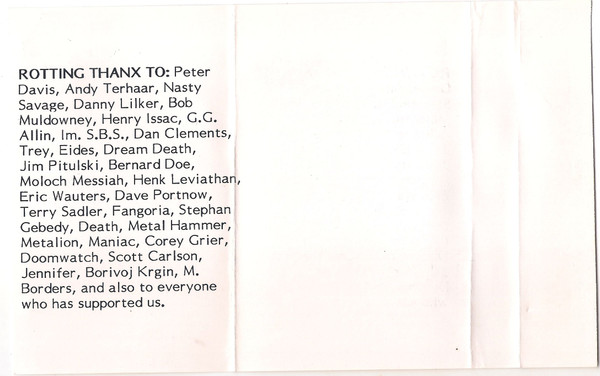 ROTTING THANX TO: Peter
Davis, Andy Terhaar, Nasty
Savage, Danny Lilker, Bob
Muldowney, Henry Issac, G.G.
Allin, Im. S.B.S., Dan Clements,
Trey, Eides, Dream Death,
Jim Pitulski, Bernard Doe,
Moloch Messiah, Henk Leviathan,
Eric Wauters, Dave Portnow,
Terry Sadler, Fangoria, Stephan
Gebedy, Death, Metal Hammer,
Metalion, Maniac, Corey Grier,
Doomwatch, Scott Carlson,
Jennifer, Borivoj Krgin, M.
Borders, and also to everyone
who has supported us.